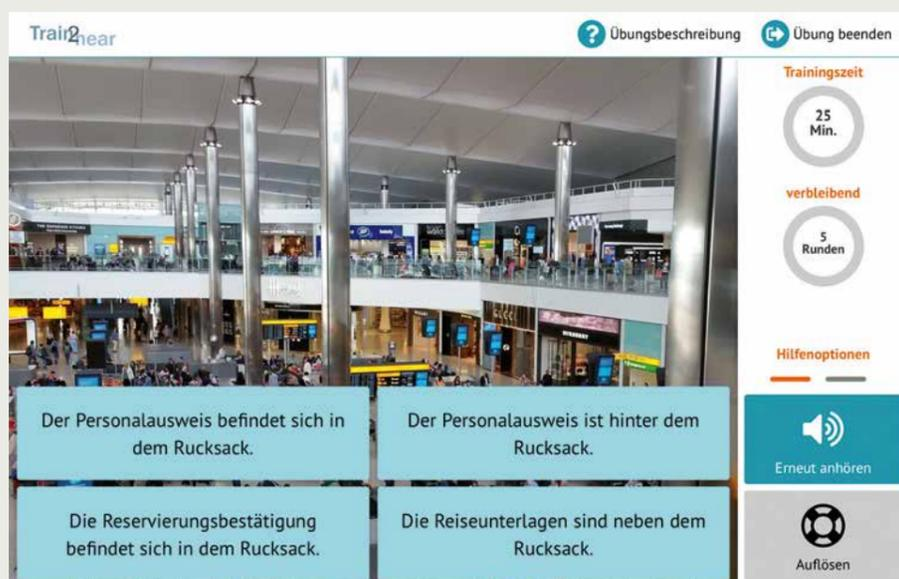 Train2hear
Übungsbeschreibung
Übung beenden
Trainingszeit
25
Min.
verbleibend
5
Runden
Hilfenoptionen
Der Personalausweis befindet sich in
dem Rucksack.
Der Personalausweis ist hinter dem
Rucksack.
Erneut anhören
Die Reservierungsbestätigung
befindet sich in dem Rucksack.
Die Reiseunterlagen sind neben dem
Rucksack.
Auflösen